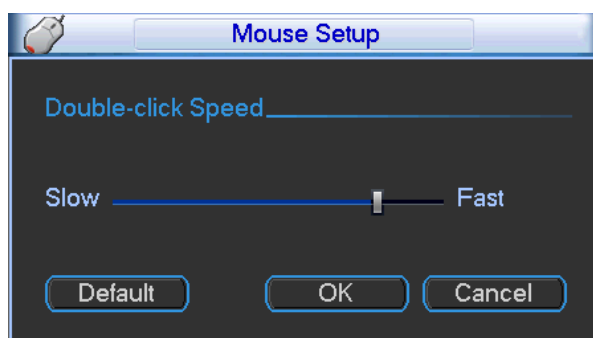 Mouse Setup
Double-click Speed
Slow Fast
Default OK Cancel